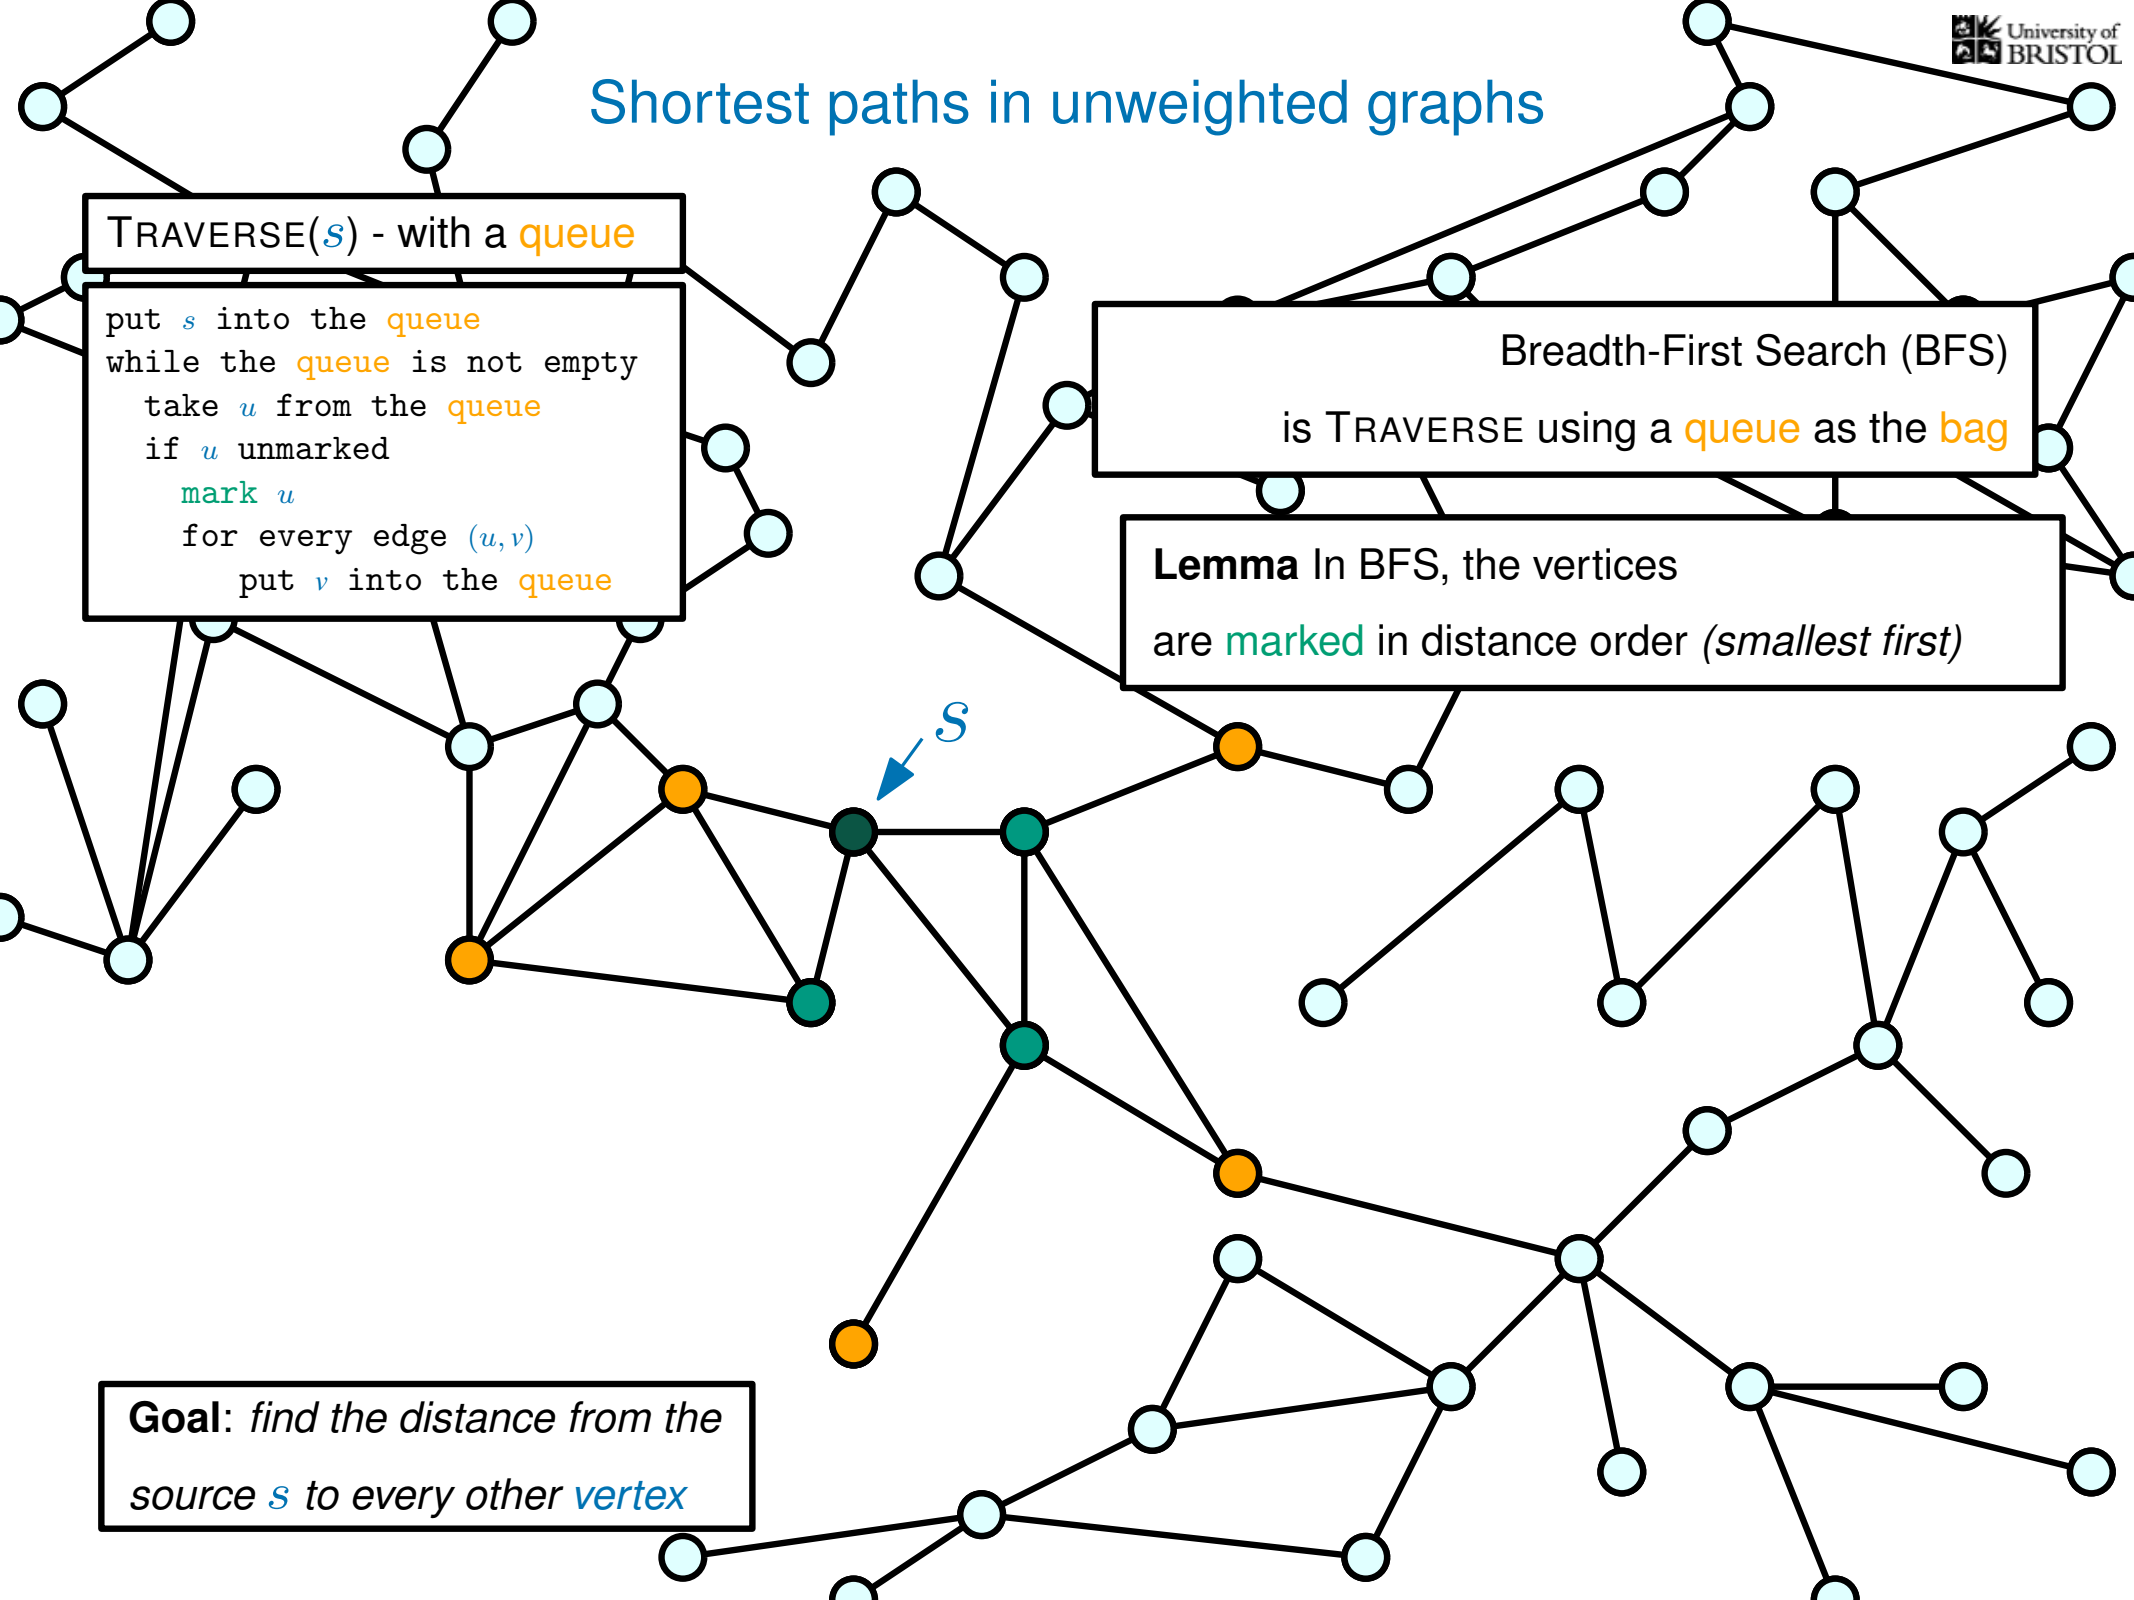 University of
BRISTOL
Shortest paths in unweighted graphs
TRAVERSE(s) - with a queue
put s into the queue
while the queue is not empty
take u from the queue
if u unmarked
mark u
for every edge (u, v)
put v into the queue
Breadth-First Search (BFS)
is TRAVERSE using a queue as the bag
Lemma In BFS, the vertices
are marked in distance order (smallest first)
s
Goal: find the distance from the
source s to every other vertex